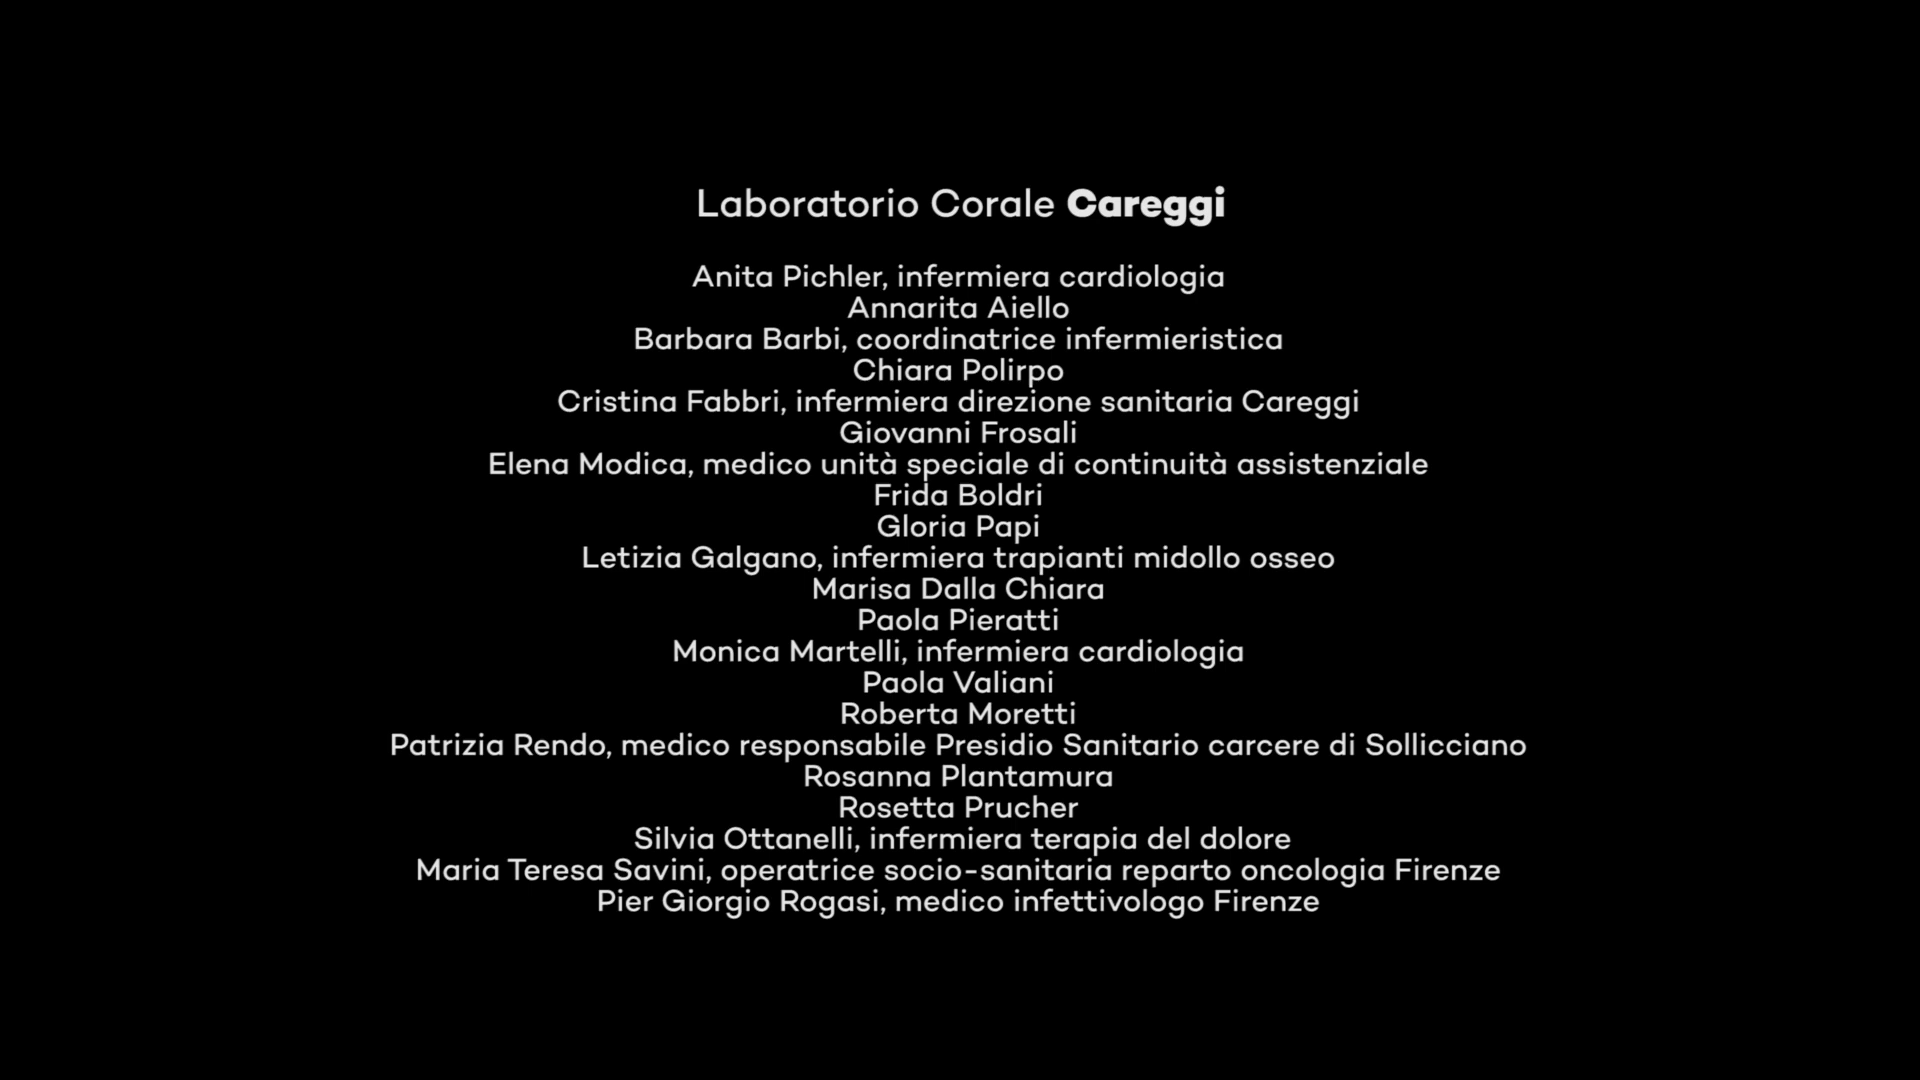 Laboratorio Corale Careggi
Anita Pichler, infermiera cardiologia
Annarita Aiello
Barbara Barbi, coordinatrice infermieristica
Chiara Polirpo
Cristina Fabbri, infermiera direzione sanitaria Careggi
Giovanni Frosali
Elena Modica, medico unità speciale di continuità assistenziale
Frida Boldri
Gloria Papi
Letizia Galgano, infermiera trapianti midollo osseo
Marisa Dalla Chiara
Paola Pieratti
Monica Martelli, infermiera cardiologia
Paola Valiani
Roberta Moretti
Patrizia Rendo, medico responsabile Presidio Sanitario carcere di Sollicciano
Rosanna Plantamura
Rosetta Prucher
Silvia Ottanelli, infermiera terapia del dolore
Maria Teresa Savini, operatrice socio-sanitaria reparto oncologia Firenze
Pier Giorgio Rogasi, medico infettivologo Firenze